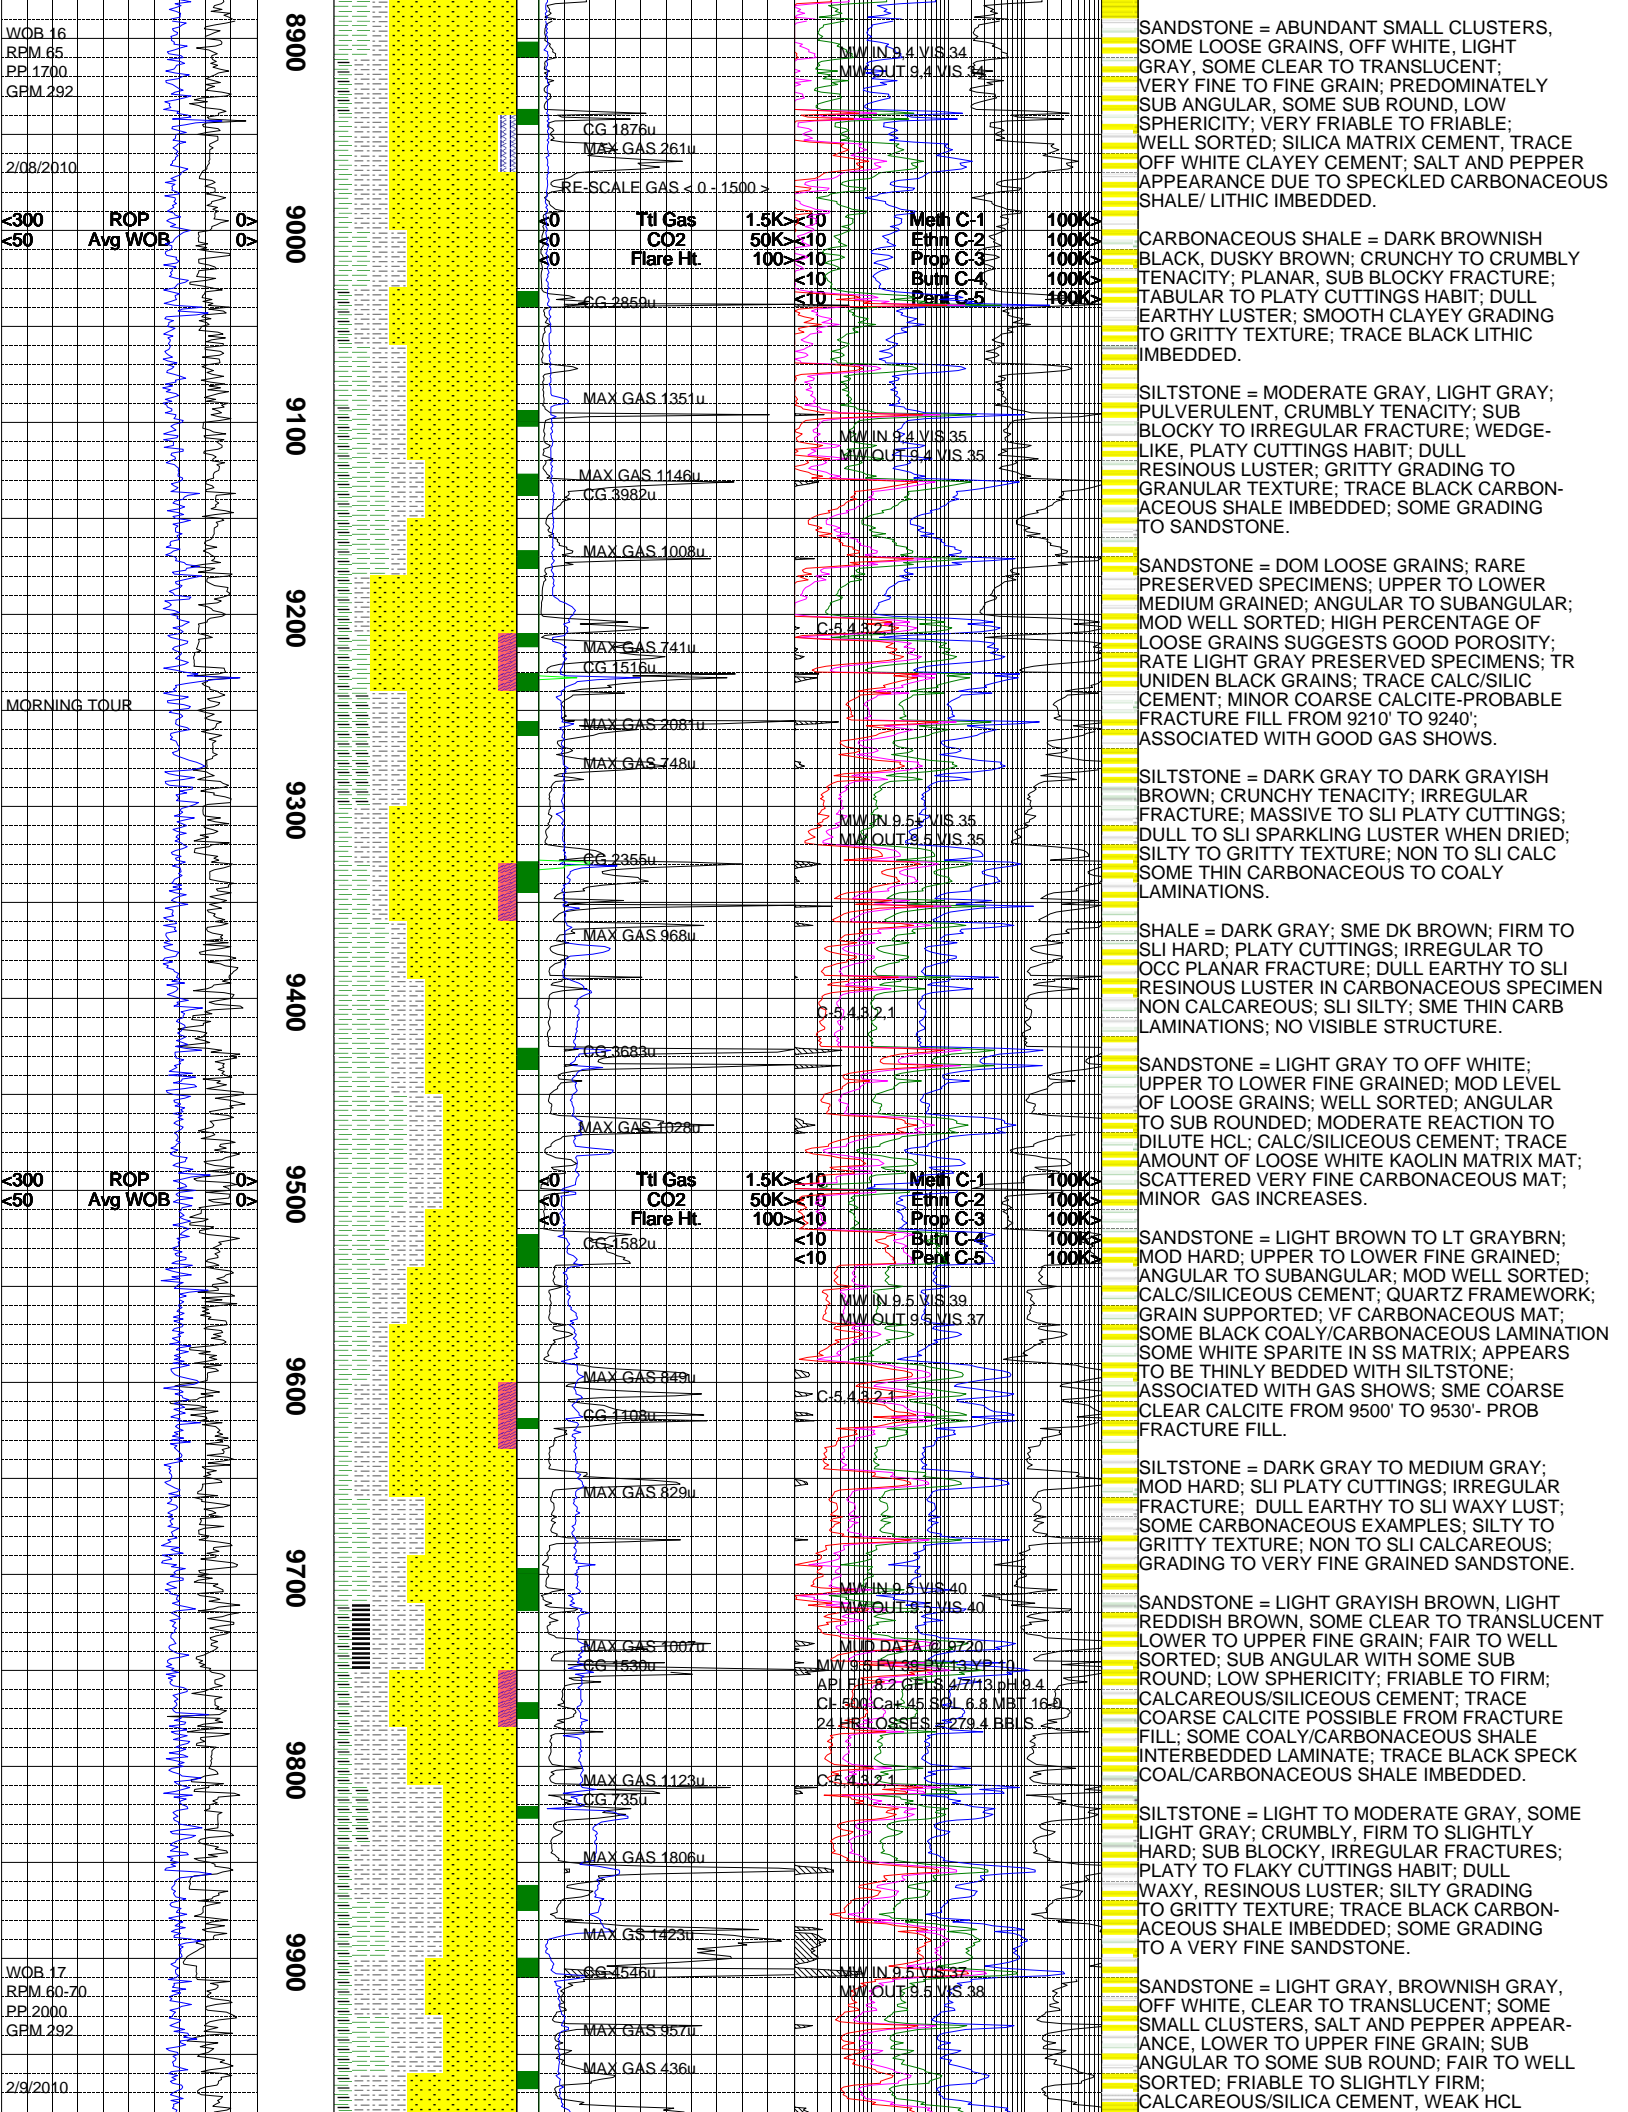 WOB 16
RPM 65
PP 1700
GPM 292
2/08/2010
<300 ROP 0>
<50 Avg WOB 0>
MORNING TOUR
<300 ROP 0>
<50 Avg WOB 0>
WOB 17
RPM 60-70
PP 2000
GPM 292
2/9/2010
8900
9000
9100
9200
9300
9400
9500
9600
9700
9800
9900
CG 1876u
MAX GAS 261u
RE-SCALE GAS < 0 - 1500 >
<0 Ttl Gas 1.5K>
<0 CO2 50K>
<0 Flare Ht. 100>
CG 2859u
MAX GAS 1351u
MAX GAS 1146u
CG 3982u
MAX GAS 1008u
MAX GAS 741u
CG 1516u
MAX GAS 2081u
MAX GAS 748u
CG 2355u
MAX GAS 968u
CG 3683u
MAX GAS 1028u
<0 Ttl Gas 1.5K>
<0 CO2 50K>
<0 Flare Ht. 100>
CG 1582u
MAX GAS 849u
CG 1108u
MAX GAS 829u
MAX GAS 1007u
CG 1530u
MAX GAS 1123u
CG 735u
MAX GAS 1806u
MAX GS 1423u
CG 4546u
MAX GAS 957u
MAX GAS 436u
MW IN 9.4 VIS 34
MW OUT 9.4 VIS 34
<10 Meth C-1 100K>
<10 Ethn C-2 100K>
<10 Prop C-3 100K>
<10 Butn C-4 100K>
<10 Pent C-5 100K>
MW IN 9.4 VIS 35
MW OUT 9.4 VIS 35
C-5,4,3,2,1
MW IN 9.5+ VIS 35
MW OUT 9.5 VIS 35
C-5,4,3,2,1
<10 Meth C-1 100K>
<10 Ethn C-2 100K>
<10 Prop C-3 100K>
<10 Butn C-4 100K>
<10 Pent C-5 100K>
MW IN 9.5 VIS 39
MW OUT 9.5 VIS 37
C-5,4,3,2,1
MW IN 9.5 VIS 40
MW OUT 9.5 VIS 40
MUD DATA @ 9720
MW 9.5 FV 39 PV 13 YP 10
API FIL 8.2 GELS 4/7/13 pH 9.4
Cl- 500 Ca+ 45 SOL 6.8 MBT 16.0
24 HR LOSSES = 279.4 BBLS
C-5,4,3,2,1
MW IN 9.5 VIS 37
MW OUT 9.5 VIS 38
SANDSTONE = ABUNDANT SMALL CLUSTERS,
SOME LOOSE GRAINS, OFF WHITE, LIGHT
GRAY, SOME CLEAR TO TRANSLUCENT;
VERY FINE TO FINE GRAIN; PREDOMINATELY
SUB ANGULAR, SOME SUB ROUND, LOW
SPHERICITY; VERY FRIABLE TO FRIABLE;
WELL SORTED; SILICA MATRIX CEMENT, TRACE
OFF WHITE CLAYEY CEMENT; SALT AND PEPPER
APPEARANCE DUE TO SPECKLED CARBONACEOUS
SHALE/ LITHIC IMBEDDED.
CARBONACEOUS SHALE = DARK BROWNISH
BLACK, DUSKY BROWN; CRUNCHY TO CRUMBLY
TENACITY; PLANAR, SUB BLOCKY FRACTURE;
TABULAR TO PLATY CUTTINGS HABIT; DULL
EARTHY LUSTER; SMOOTH CLAYEY GRADING
TO GRITTY TEXTURE; TRACE BLACK LITHIC
IMBEDDED.
SILTSTONE = MODERATE GRAY, LIGHT GRAY;
PULVERULENT, CRUMBLY TENACITY; SUB
BLOCKY TO IRREGULAR FRACTURE; WEDGE-
LIKE, PLATY CUTTINGS HABIT; DULL
RESINOUS LUSTER; GRITTY GRADING TO
GRANULAR TEXTURE; TRACE BLACK CARBON-
ACEOUS SHALE IMBEDDED; SOME GRADING
TO SANDSTONE.
SANDSTONE = DOM LOOSE GRAINS; RARE
PRESERVED SPECIMENS; UPPER TO LOWER
MEDIUM GRAINED; ANGULAR TO SUBANGULAR;
MOD WELL SORTED; HIGH PERCENTAGE OF
LOOSE GRAINS SUGGESTS GOOD POROSITY;
RATE LIGHT GRAY PRESERVED SPECIMENS; TR
UNIDEN BLACK GRAINS; TRACE CALC/SILIC
CEMENT; MINOR COARSE CALCITE-PROBABLE
FRACTURE FILL FROM 9210' TO 9240';
ASSOCIATED WITH GOOD GAS SHOWS.
SILTSTONE = DARK GRAY TO DARK GRAYISH
BROWN; CRUNCHY TENACITY; IRREGULAR
FRACTURE; MASSIVE TO SLI PLATY CUTTINGS;
DULL TO SLI SPARKLING LUSTER WHEN DRIED;
SILTY TO GRITTY TEXTURE; NON TO SLI CALC
SOME THIN CARBONACEOUS TO COALY
LAMINATIONS.
SHALE = DARK GRAY; SME DK BROWN; FIRM TO
SLI HARD; PLATY CUTTINGS; IRREGULAR TO
OCC PLANAR FRACTURE; DULL EARTHY TO SLI
RESINOUS LUSTER IN CARBONACEOUS SPECIMEN
NON CALCAREOUS; SLI SILTY; SME THIN CARB
LAMINATIONS; NO VISIBLE STRUCTURE.
SANDSTONE = LIGHT GRAY TO OFF WHITE;
UPPER TO LOWER FINE GRAINED; MOD LEVEL
OF LOOSE GRAINS; WELL SORTED; ANGULAR
TO SUB ROUNDED; MODERATE REACTION TO
DILUTE HCL; CALC/SILICEOUS CEMENT; TRACE
AMOUNT OF LOOSE WHITE KAOLIN MATRIX MAT;
SCATTERED VERY FINE CARBONACEOUS MAT;
MINOR GAS INCREASES.
SANDSTONE = LIGHT BROWN TO LT GRAYBRN;
MOD HARD; UPPER TO LOWER FINE GRAINED;
ANGULAR TO SUBANGULAR; MOD WELL SORTED;
CALC/SILICEOUS CEMENT; QUARTZ FRAMEWORK;
GRAIN SUPPORTED; VF CARBONACEOUS MAT;
SOME BLACK COALY/CARBONACEOUS LAMINATION
SOME WHITE SPARITE IN SS MATRIX; APPEARS
TO BE THINLY BEDDED WITH SILTSTONE;
ASSOCIATED WITH GAS SHOWS; SME COARSE
CLEAR CALCITE FROM 9500' TO 9530'- PROB
FRACTURE FILL.
SILTSTONE = DARK GRAY TO MEDIUM GRAY;
MOD HARD; SLI PLATY CUTTINGS; IRREGULAR
FRACTURE; DULL EARTHY TO SLI WAXY LUST;
SOME CARBONACEOUS EXAMPLES; SILTY TO
GRITTY TEXTURE; NON TO SLI CALCAREOUS;
GRADING TO VERY FINE GRAINED SANDSTONE.
SANDSTONE = LIGHT GRAYISH BROWN, LIGHT
REDDISH BROWN, SOME CLEAR TO TRANSLUCENT
LOWER TO UPPER FINE GRAIN; FAIR TO WELL
SORTED; SUB ANGULAR WITH SOME SUB
ROUND; LOW SPHERCITY; FRIABLE TO FIRM;
CALCAREOUS/SILICEOUS CEMENT; TRACE
COARSE CALCITE POSSIBLE FROM FRACTURE
FILL; SOME COALY/CARBONACEOUS SHALE
INTERBEDDED LAMINATE; TRACE BLACK SPECK
COAL/CARBONACEOUS SHALE IMBEDDED.
SILTSTONE = LIGHT TO MODERATE GRAY, SOME
LIGHT GRAY; CRUMBLY, FIRM TO SLIGHTLY
HARD; SUB BLOCKY, IRREGULAR FRACTURES;
PLATY TO FLAKY CUTTINGS HABIT; DULL
WAXY, RESINOUS LUSTER; SILTY GRADING
TO GRITTY TEXTURE; TRACE BLACK CARBON-
ACEOUS SHALE IMBEDDED; SOME GRADING
TO A VERY FINE SANDSTONE.
SANDSTONE = LIGHT GRAY, BROWNISH GRAY,
OFF WHITE, CLEAR TO TRANSLUCENT; SOME
SMALL CLUSTERS, SALT AND PEPPER APPEAR-
ANCE, LOWER TO UPPER FINE GRAIN; SUB
ANGULAR TO SOME SUB ROUND; FAIR TO WELL
SORTED; FRIABLE TO SLIGHTLY FIRM;
CALCAREOUS/SILICA CEMENT, WEAK HCL